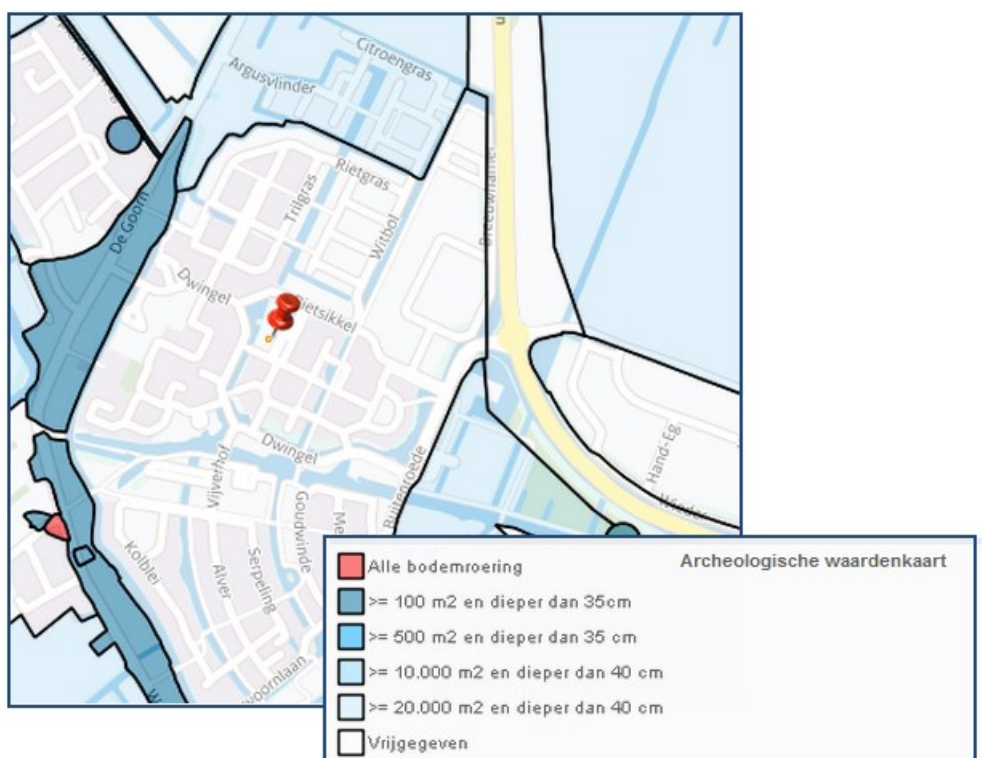 Citroengras
Argusvlinder
Rietgras
Trilgras
Witbol
De Goorn
Dwingel
Rietsikkel
Dwingel
Vijverhof
Buitenroede
Goudwinde
Hand-Eg
Kolblei
Alver
Serpeling
Archeologische waardenkaart
Alle bodemroering
>= 100 m2 en dieper dan 35cm
>= 500 m2 en dieper dan 35 cm
>= 10.000 m2 en dieper dan 40 cm
>= 20.000 m2 en dieper dan 40 cm
Vrijgegeven